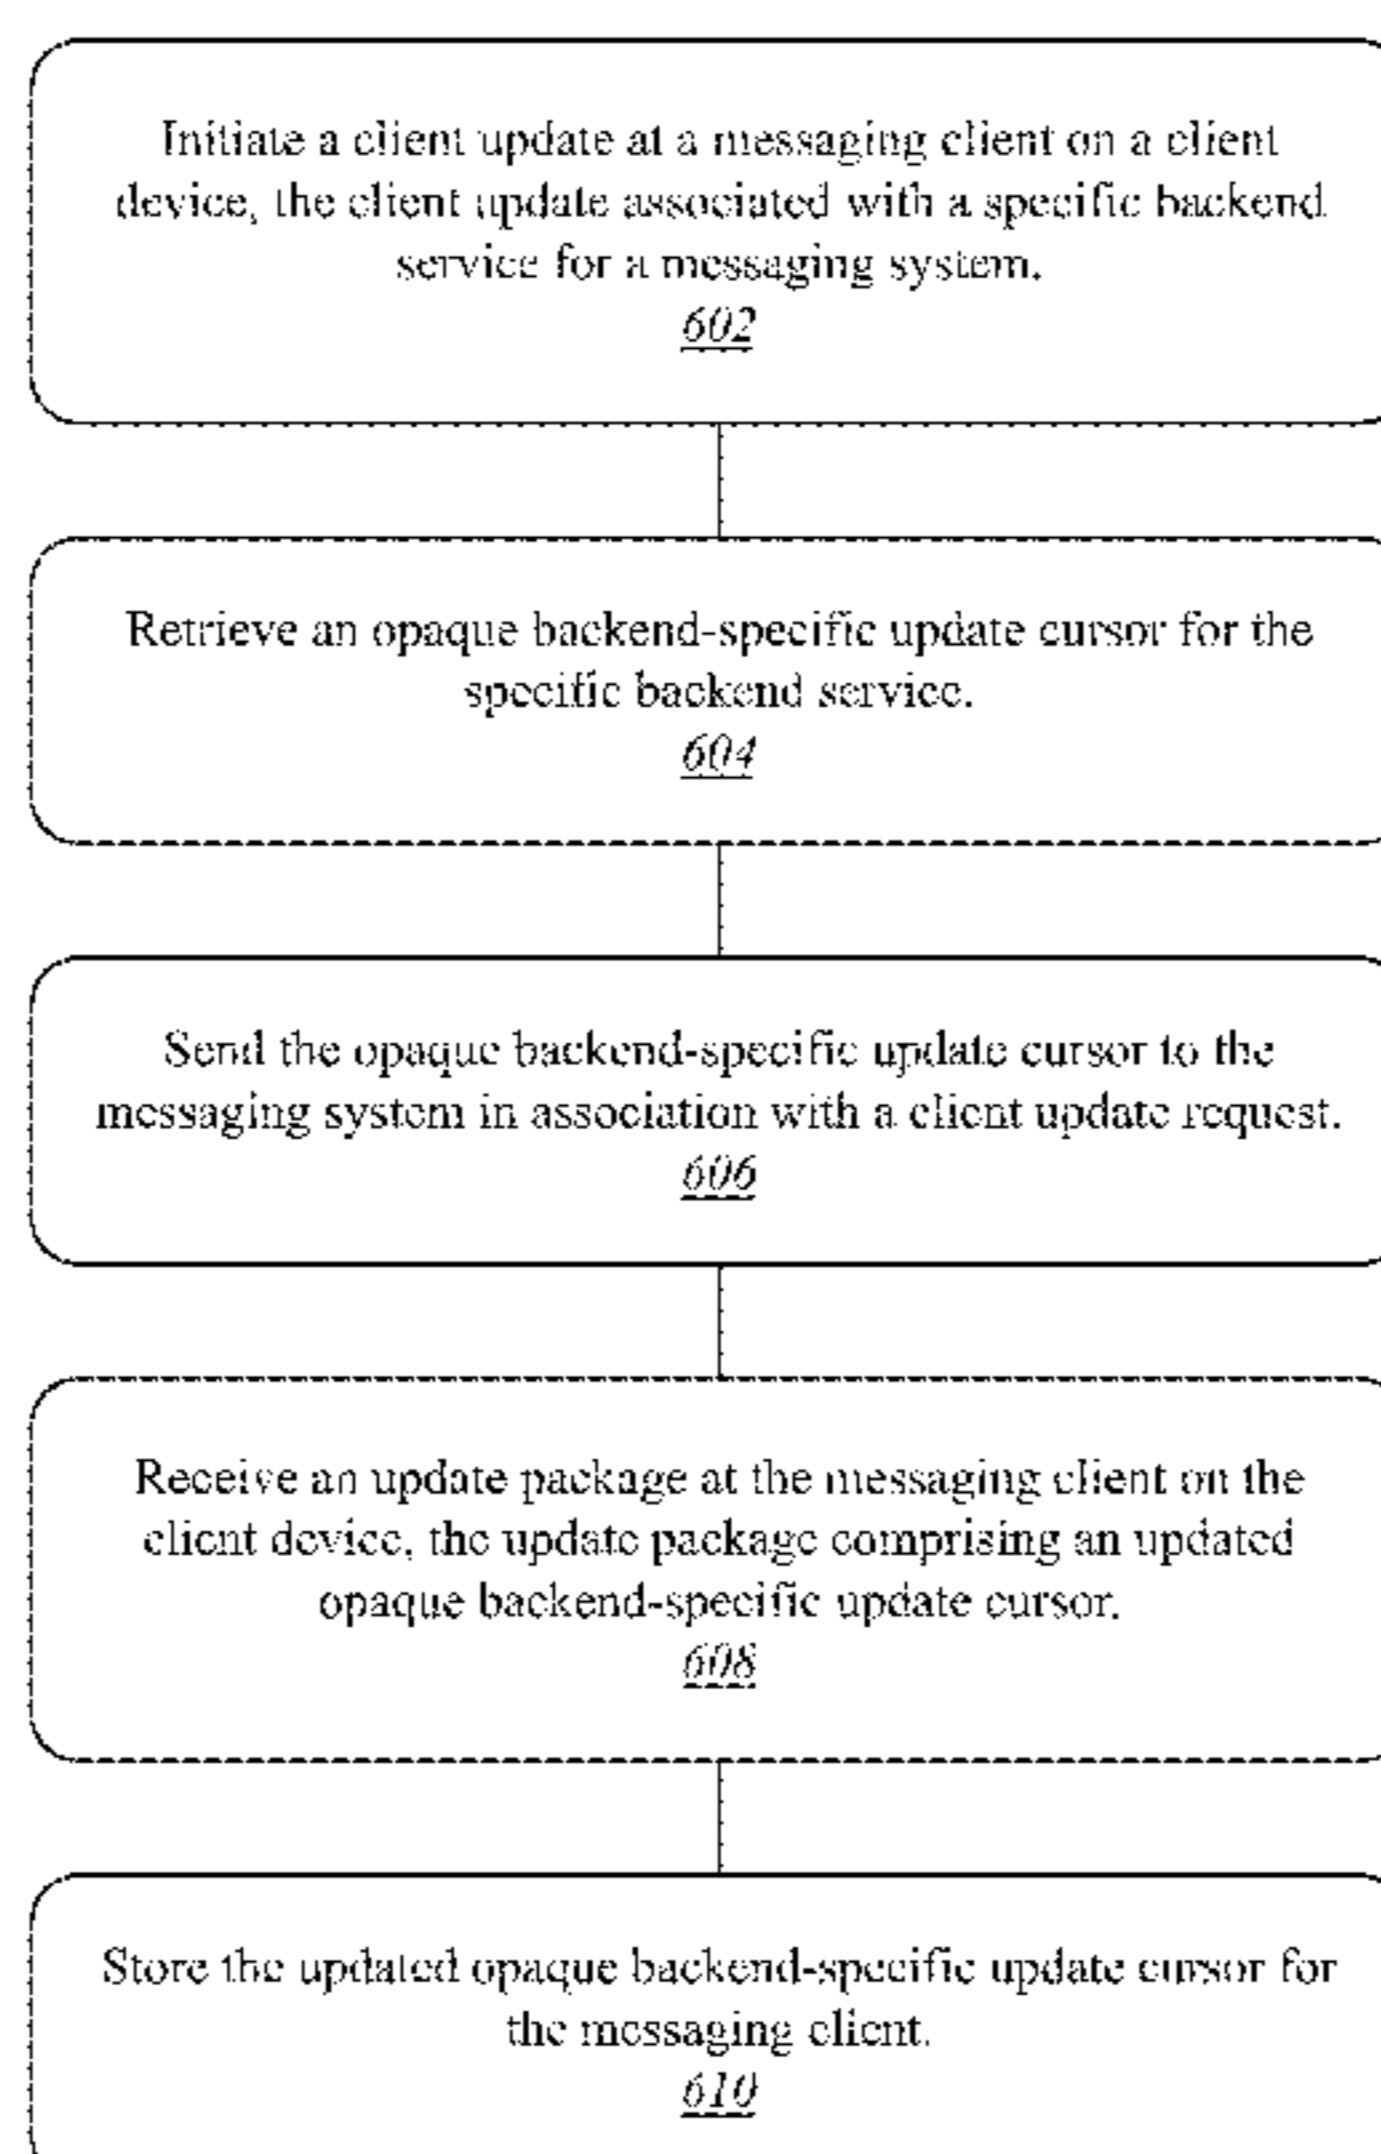 Initiate a client update at a messaging client on a client
device, the client update associated with a specific backend
service for a messaging system.
602
Retrieve an opaque backend-specific update cursor for the
specific backend service.
604
Send the opaque backend-specific update cursor to the
messaging system in association with a client update request.
606
Receive an update package at the messaging client on the
client device, the update package comprising an updated
opaque backend-specific update cursor.
608
Store the updated opaque backend-specific update cursor for
the messaging client.
610